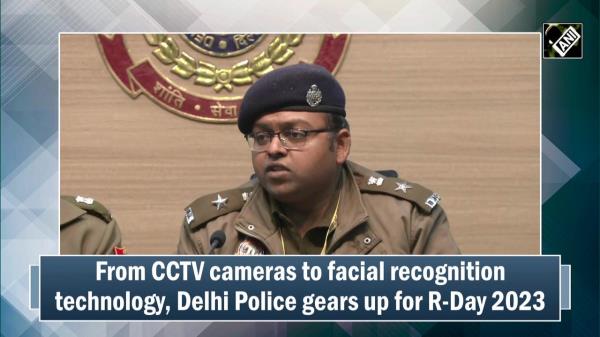 ANI
शांति सेवा
From CCTV cameras to facial recognition
technology, Delhi Police gears up for R-Day 2023